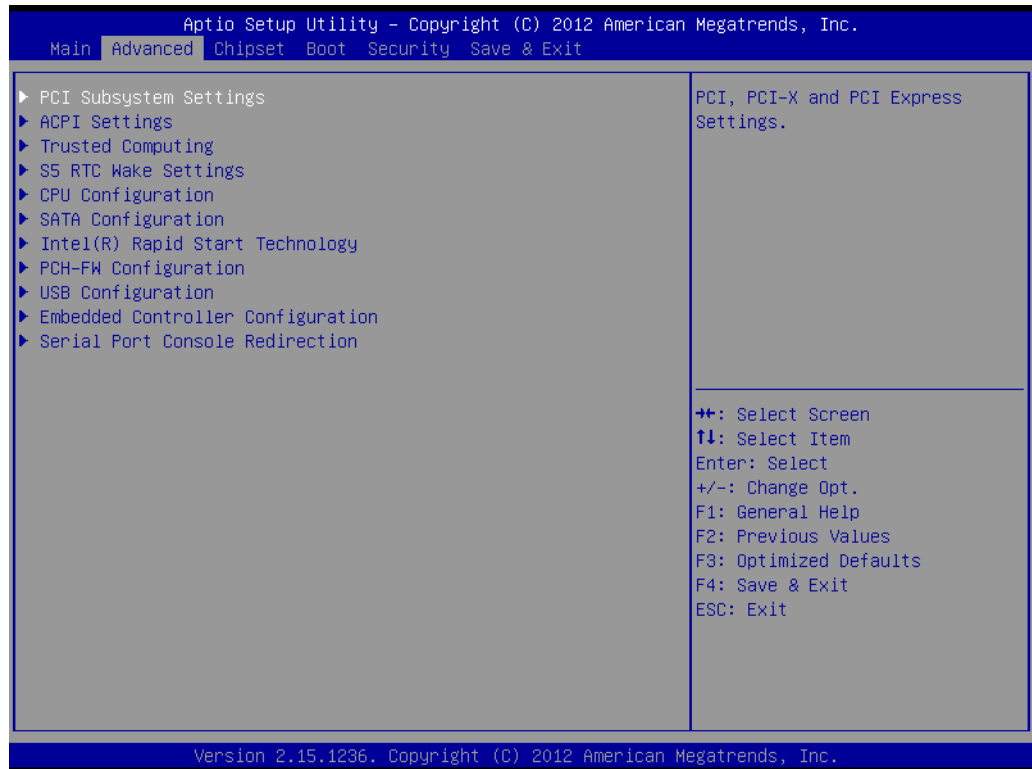 Aptio Setup Utility – Copyright (C) 2012 American Megatrends, Inc.
Main Advanced Chipset Boot Security Save & Exit
▶ PCI Subsystem Settings
▶ ACPI Settings
▶ Trusted Computing
▶ S5 RTC Wake Settings
▶ CPU Configuration
▶ SATA Configuration
▶ Intel(R) Rapid Start Technology
▶ PCH-FW Configuration
▶ USB Configuration
▶ Embedded Controller Configuration
▶ Serial Port Console Redirection
PCI, PCI-X and PCI Express
Settings.
→←: Select Screen
↑↓: Select Item
Enter: Select
+/-: Change Opt.
F1: General Help
F2: Previous Values
F3: Optimized Defaults
F4: Save & Exit
ESC: Exit
Version 2.15.1236. Copyright (C) 2012 American Megatrends, Inc.